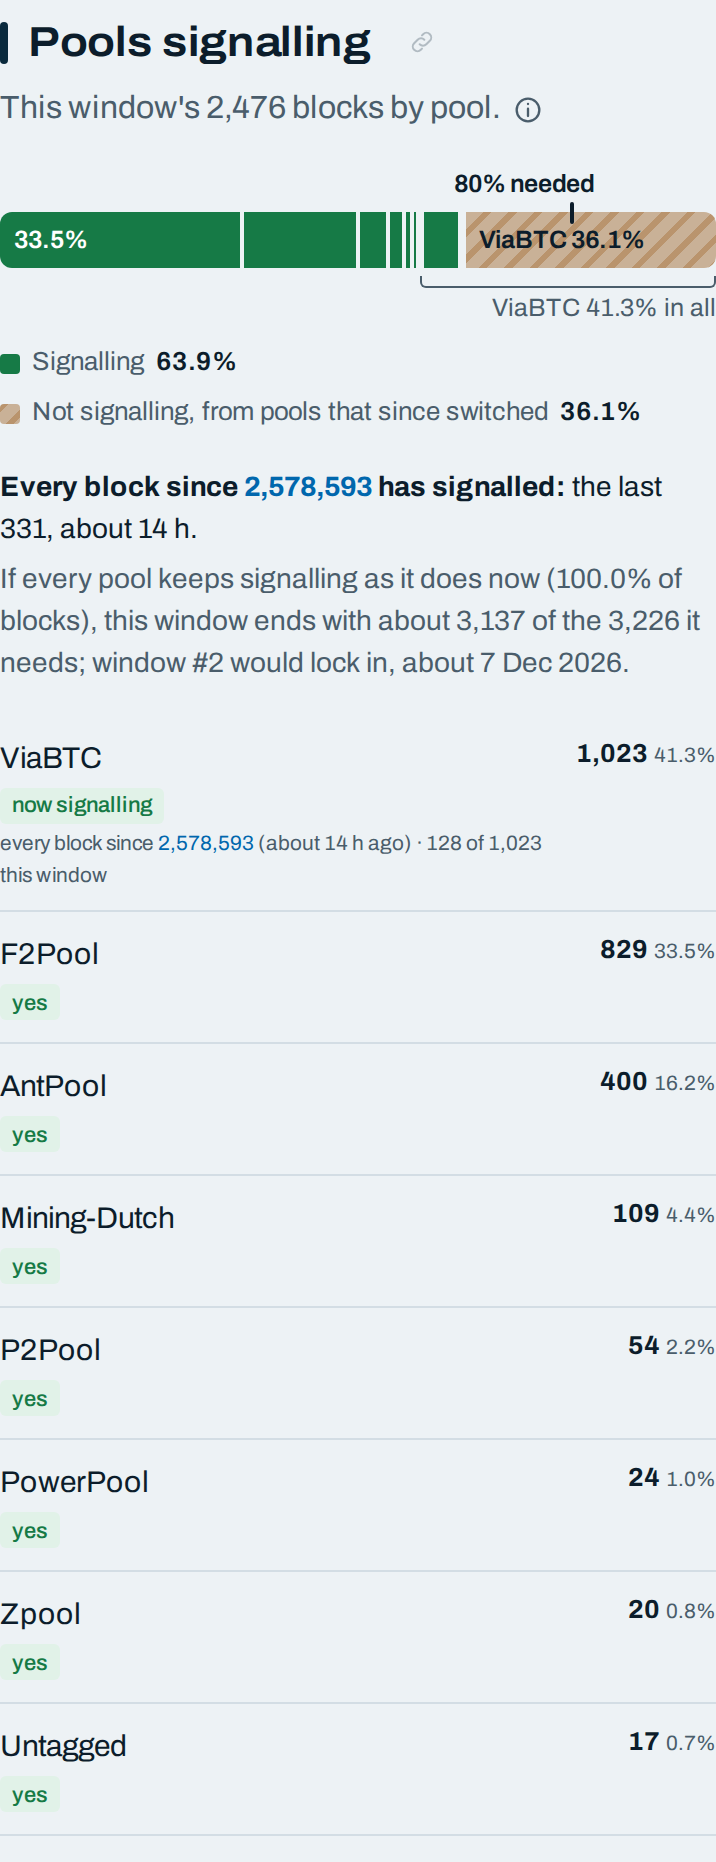 Pools signalling
This window's 2,476 blocks by pool.
80% needed
33.5%
ViaBTC 36.1%
ViaBTC 41.3% in all
Signalling 63.9%
Not signalling, from pools that since switched 36.1%
Every block since 2,578,593 has signalled: the last
331, about 14 h.
If every pool keeps signalling as it does now (100.0% of
blocks), this window ends with about 3,137 of the 3,226 it
needs; window #2 would lock in, about 7 Dec 2026.
ViaBTC 1,023 41.3%
now signalling
every block since 2,578,593 (about 14 h ago) · 128 of 1,023
this window
F2Pool 829 33.5%
yes
AntPool 400 16.2%
yes
Mining-Dutch 109 4.4%
yes
P2Pool 54 2.2%
yes
PowerPool 24 1.0%
yes
Zpool 20 0.8%
yes
Untagged 17 0.7%
yes